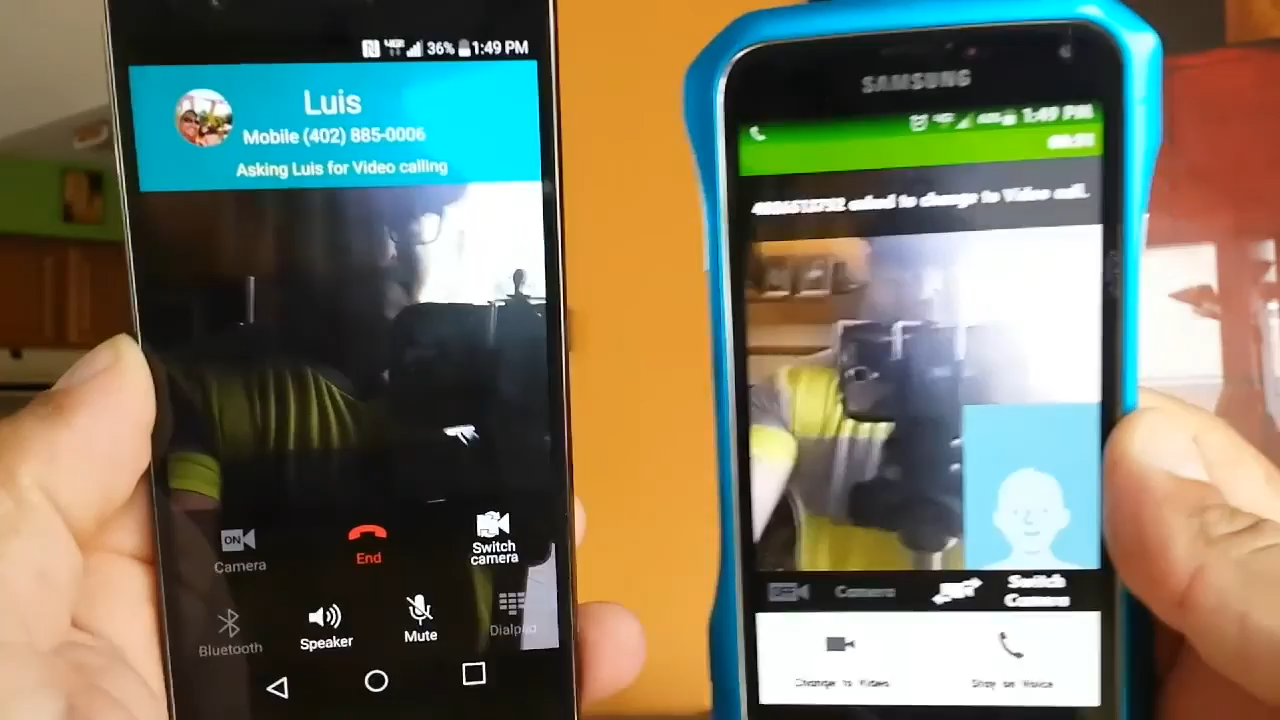 36% 1:49 PM
Luis
Mobile (402) 885-0006
Asking Luis for Video calling
ON
Camera
End
Switch
camera
Bluetooth
Speaker
Mute
Dialpad
SAMSUNG
1:49 PM
asked to change to Video call.
Camera
Switch
Camera
Change to Video
Stay on Voice